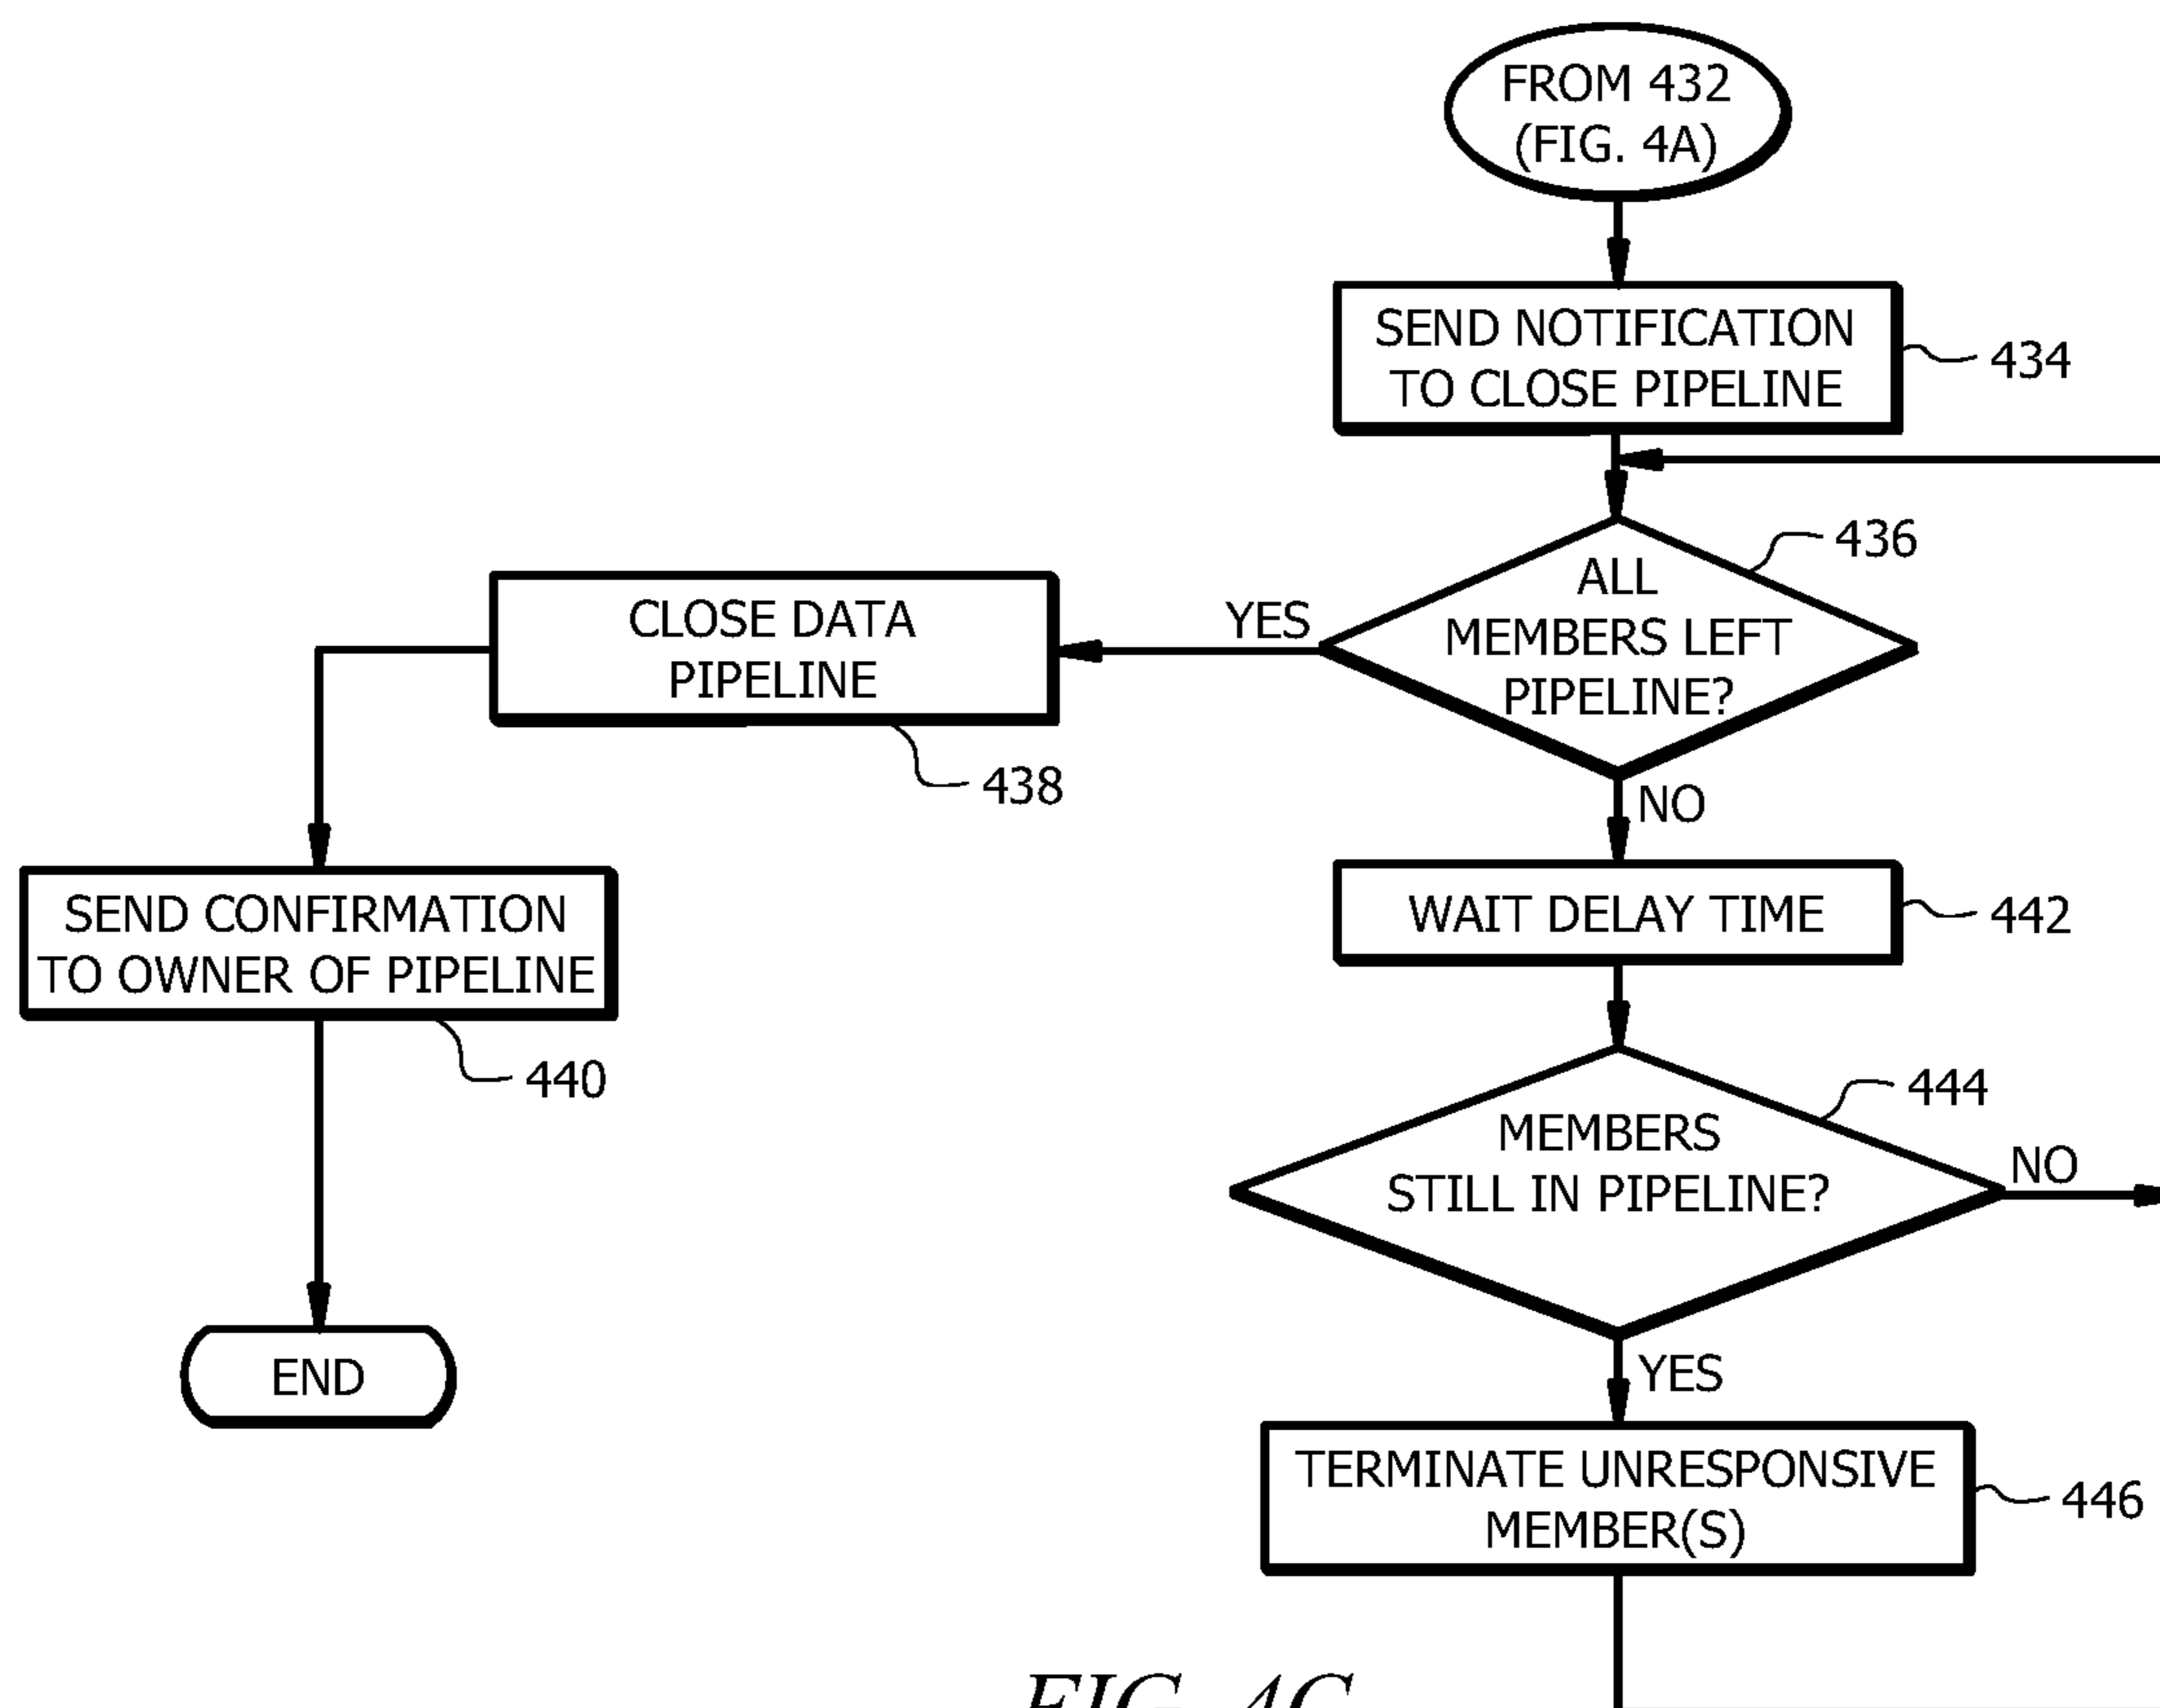 FROM 432
(FIG. 4A)
SEND NOTIFICATION
TO CLOSE PIPELINE
434
ALL
MEMBERS LEFT
PIPELINE?
436
YES
CLOSE DATA
PIPELINE
438
NO
SEND CONFIRMATION
TO OWNER OF PIPELINE
440
WAIT DELAY TIME
442
MEMBERS
STILL IN PIPELINE?
444
NO
END
YES
TERMINATE UNRESPONSIVE
MEMBER(S)
446
FIG. 4C